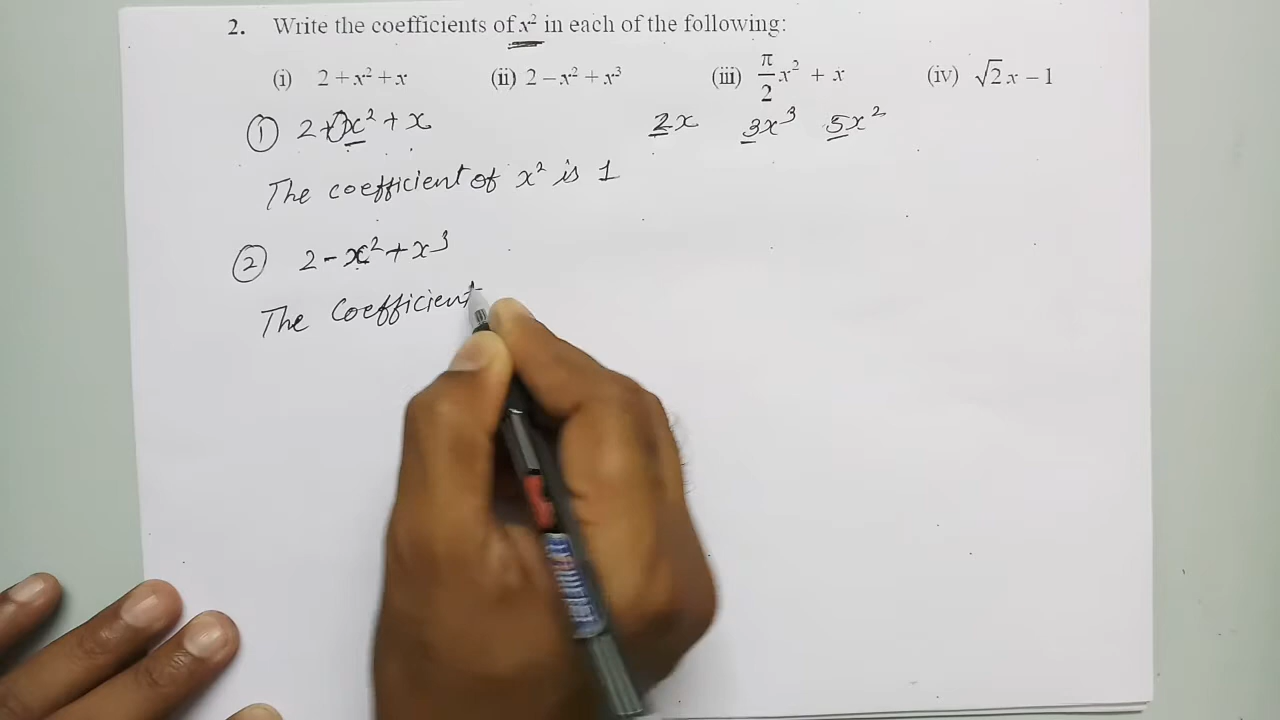 2. Write the coefficients of x² in each of the following:
(i) 2 + x² + x (ii) 2 – x² + x³ (iii) π/2 x² + x (iv) √2 x – 1
① 2+1x² + x 2x 3x³ 5x²
The coefficient of x² is 1
② 2 - x² + x³
The Coefficient